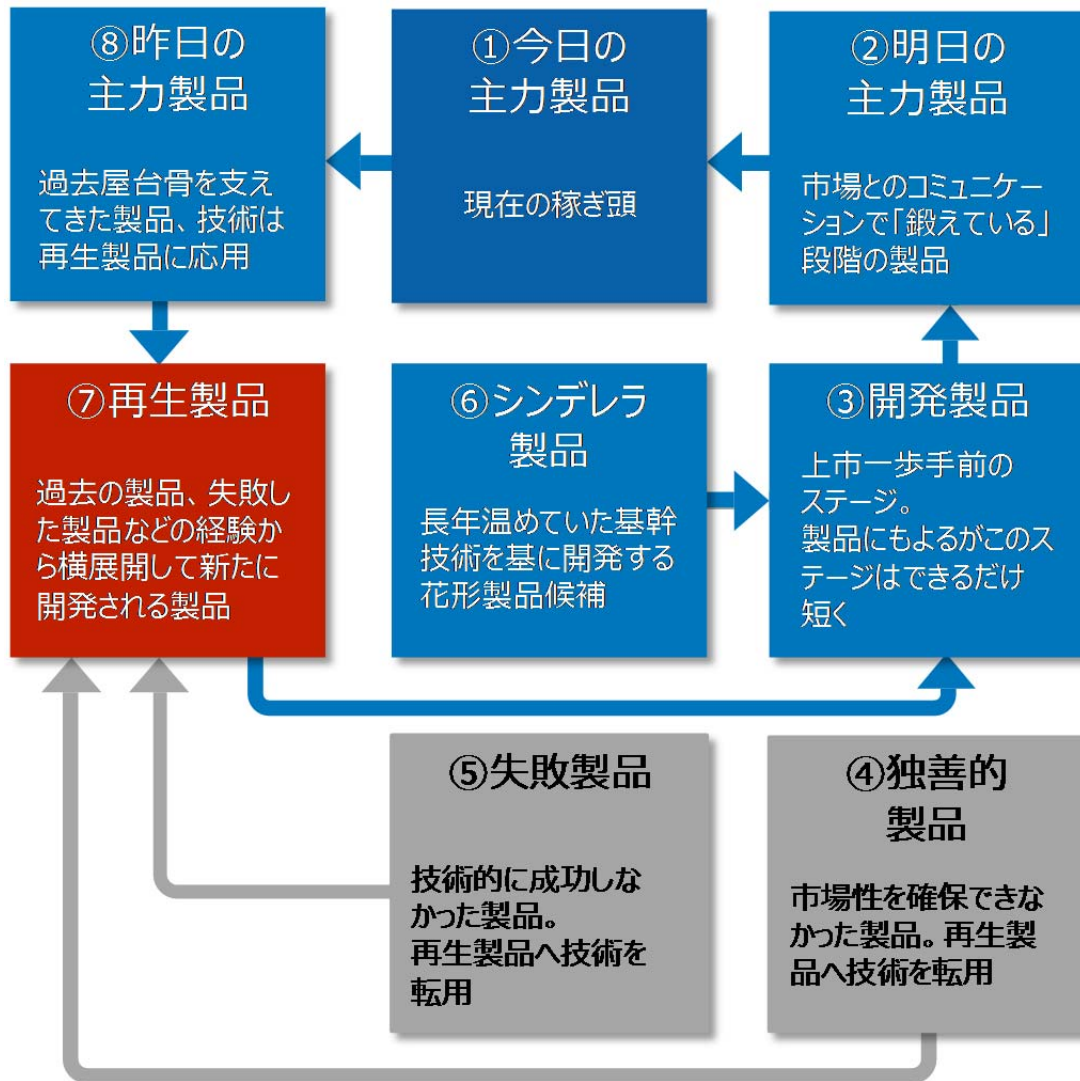 ⑧昨日の
主力製品
過去屋台骨を支え
てきた製品、技術は
再生製品に応用
①今日の
主力製品
現在の稼ぎ頭
②明日の
主力製品
市場とのコミュニケー
ションで「鍛えている」
段階の製品
⑦再生製品
過去の製品、失敗し
た製品などの経験か
ら横展開して新たに
開発される製品
⑥シンデレラ
製品
長年温めていた基幹
技術を基に開発する
花形製品候補
③開発製品
上市一歩手前の
ステージ。
製品にもよるがこのス
テージはできるだけ
短く
⑤失敗製品
技術的に成功しな
かった製品。
再生製品へ技術を
転用
④独善的
製品
市場性を確保できな
かった製品。再生製
品へ技術を転用